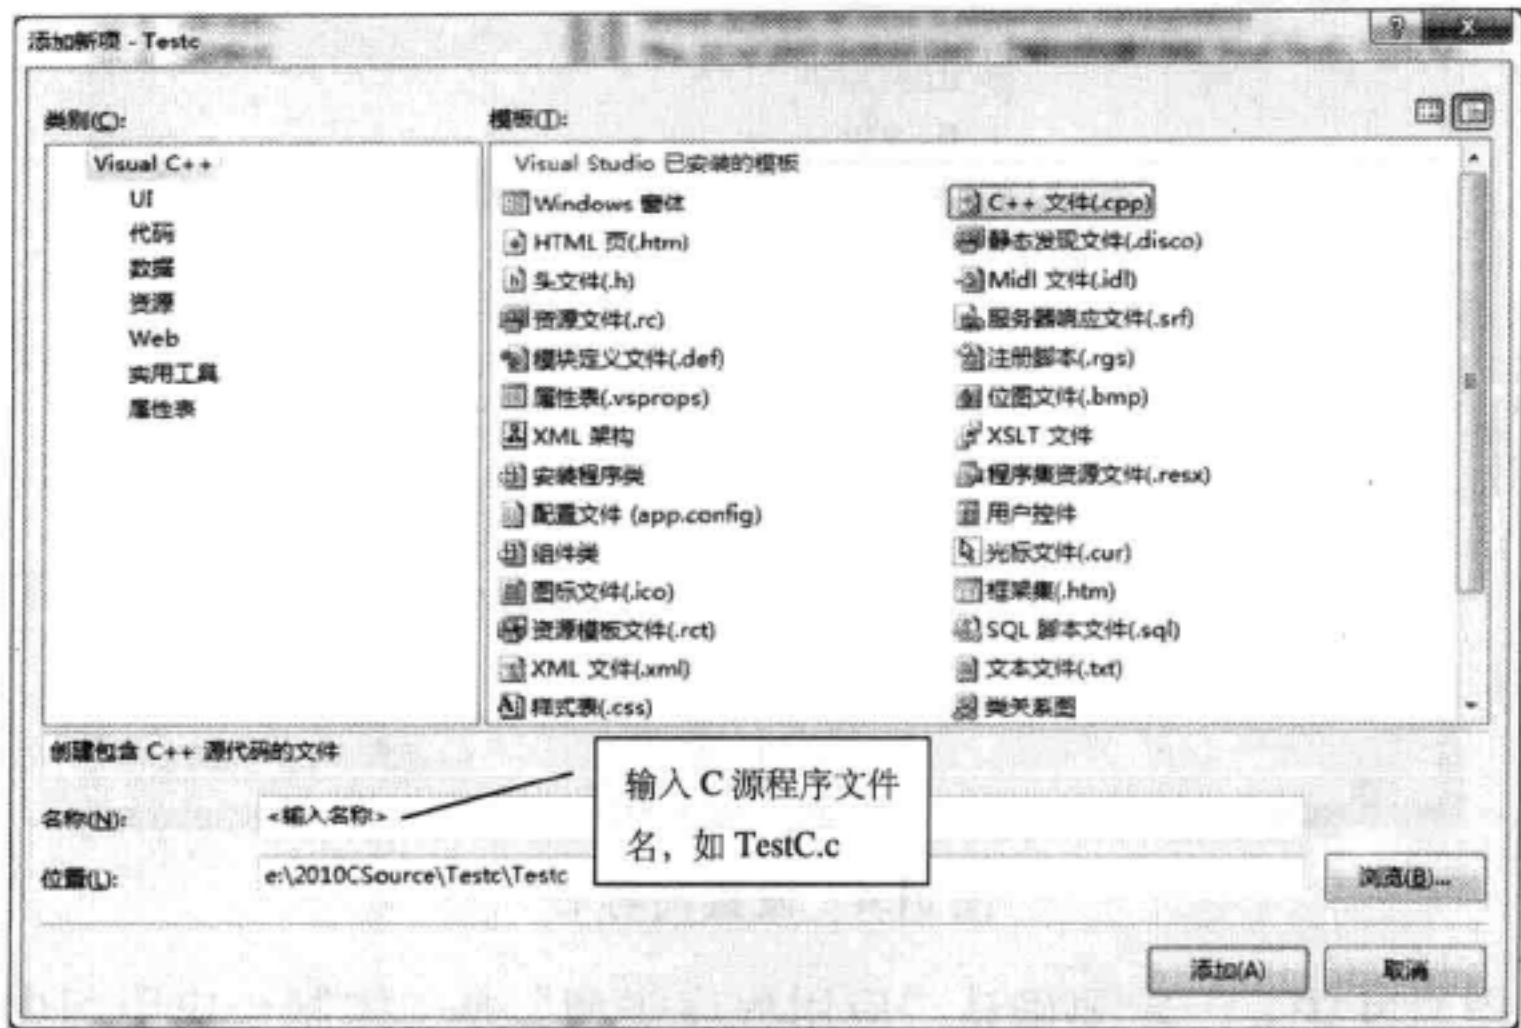 添加新项 - Testc
类别(C):
Visual C++
UI
代码
数据
资源
Web
实用工具
属性表
模板(T):
Visual Studio 已安装的模板
Windows 窗体
C++ 文件(.cpp)
HTML 页(.htm)
静态发现文件(.disco)
头文件(.h)
Midl 文件(.idl)
资源文件(.rc)
服务器响应文件(.srf)
模块定义文件(.def)
注册脚本(.rgs)
属性表(.vsprops)
位图文件(.bmp)
XML 架构
XSLT 文件
安装程序类
程序集资源文件(.resx)
配置文件 (app.config)
用户控件
组件类
光标文件(.cur)
图标文件(.ico)
框架集(.htm)
资源模板文件(.rct)
SQL 脚本文件(.sql)
XML 文件(.xml)
文本文件(.txt)
样式表(.css)
类关系图
创建包含 C++ 源代码的文件
名称(N):
<输入名称>
输入 C 源程序文件
名，如 TestC.c
位置(L):
e:\2010CSource\Testc\Testc
浏览(B)...
添加(A)
取消